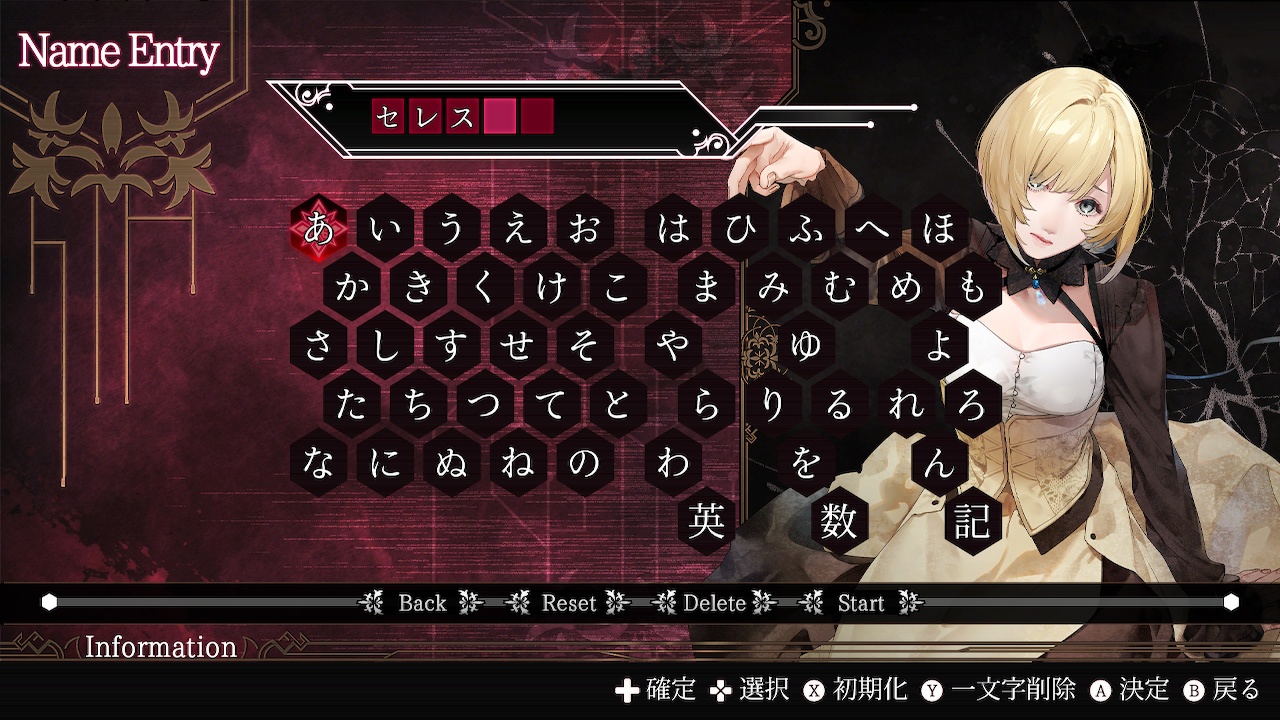 Name Entry
セレス
あ い う え お は ひ ふ へ ほ
か き く け こ ま み む め も
さ し す せ そ や ゆ よ
た ち つ て と ら り る れ ろ
な に ぬ ね の わ を ん
英 数 記
Back Reset Delete Start
Information
確定 選択 X 初期化 Y 一文字削除 A 決定 B 戻る